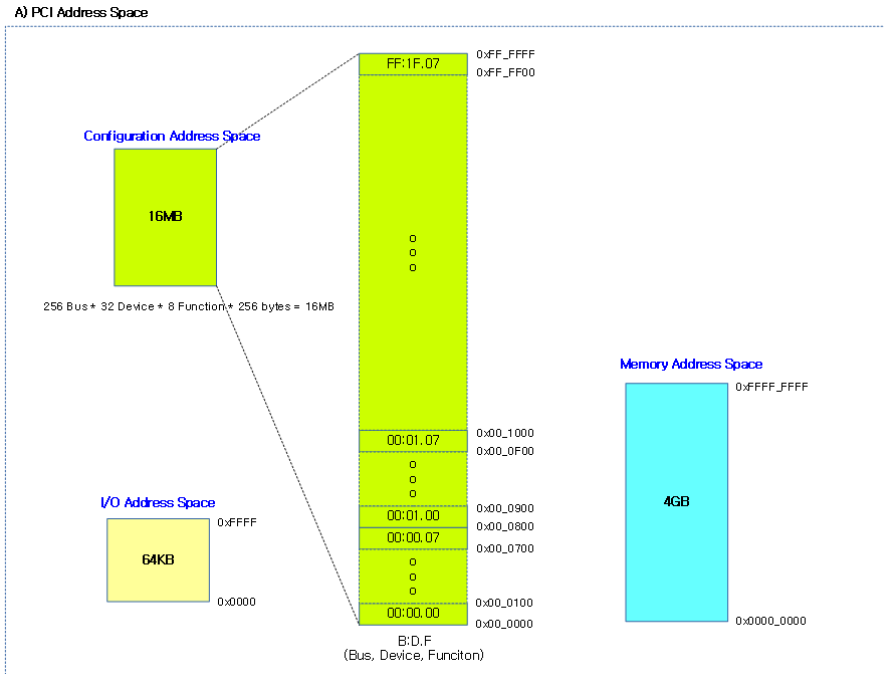 A) PCI Address Space
FF:1F.07
0xFF_FFFF
0xFF_FF00
Configuration Address Space
16MB
256 Bus * 32 Device * 8 Function * 256 bytes = 16MB
o
o
o
Memory Address Space
0xFFFF_FFFF
4GB
0x0000_0000
00:01.07
0x00_1000
0x00_0F00
o
o
o
I/O Address Space
0xFFFF
64KB
0x0000
00:01.00
0x00_0900
0x00_0800
00:00.07
0x00_0700
o
o
o
00:00.00
0x00_0100
0x00_0000
B:D.F
(Bus, Device, Funciton)